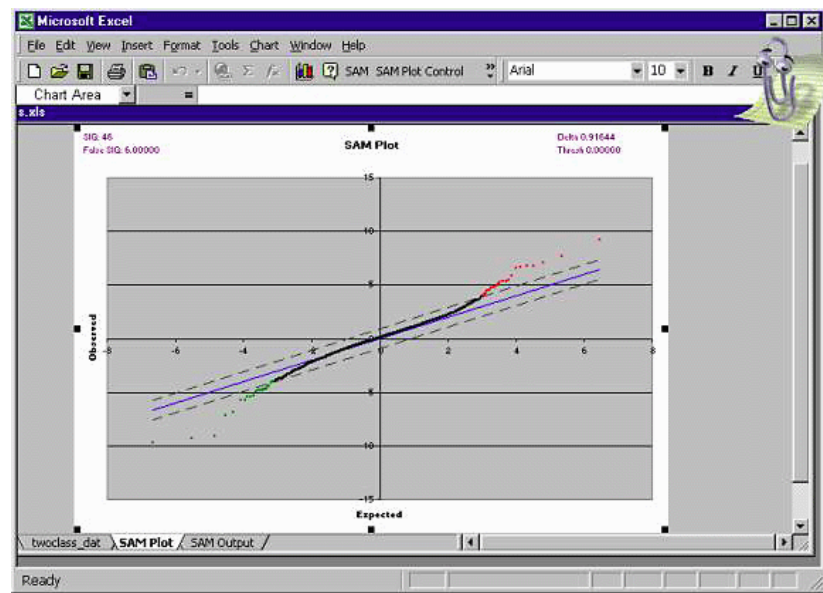 Microsoft Excel
File Edit View Insert Format Tools Chart Window Help
SAM SAM Plot Control » Arial 10 B I U
Chart Area =
s.xls
SIG: 46
False SIG: 6.00000
SAM Plot
Delta 0.91644
Thresh 0.00000
15
10
5
0
-8 -6 -4 -2 0 2 4 6 8
-5
-10
-15
Observed
Expected
twoclass_dat SAM Plot SAM Output
Ready